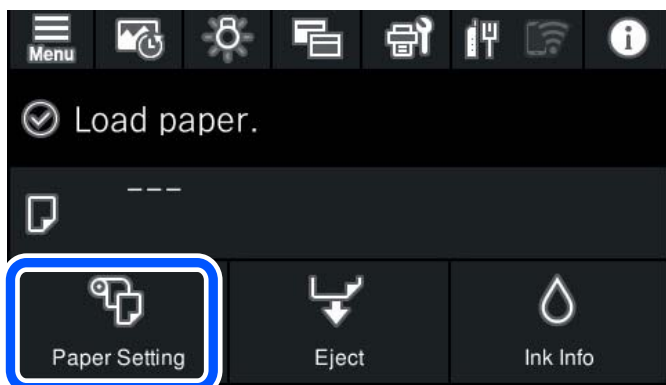 Menu
Load paper.
---
Paper Setting
Eject
Ink Info